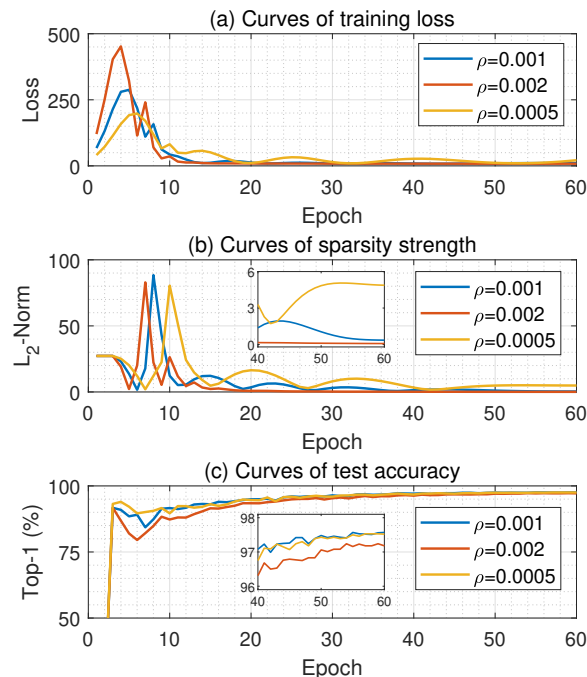 (a) Curves of training loss
500
250
0
Loss
ρ=0.001
ρ=0.002
ρ=0.0005
0 10 20 30 40 50 60
Epoch
(b) Curves of sparsity strength
100
50
0
L₂-Norm
6
3
0
40 50 60
ρ=0.001
ρ=0.002
ρ=0.0005
0 10 20 30 40 50 60
Epoch
(c) Curves of test accuracy
100
75
50
Top-1 (%)
98
97
96
40 50 60
ρ=0.001
ρ=0.002
ρ=0.0005
0 10 20 30 40 50 60
Epoch